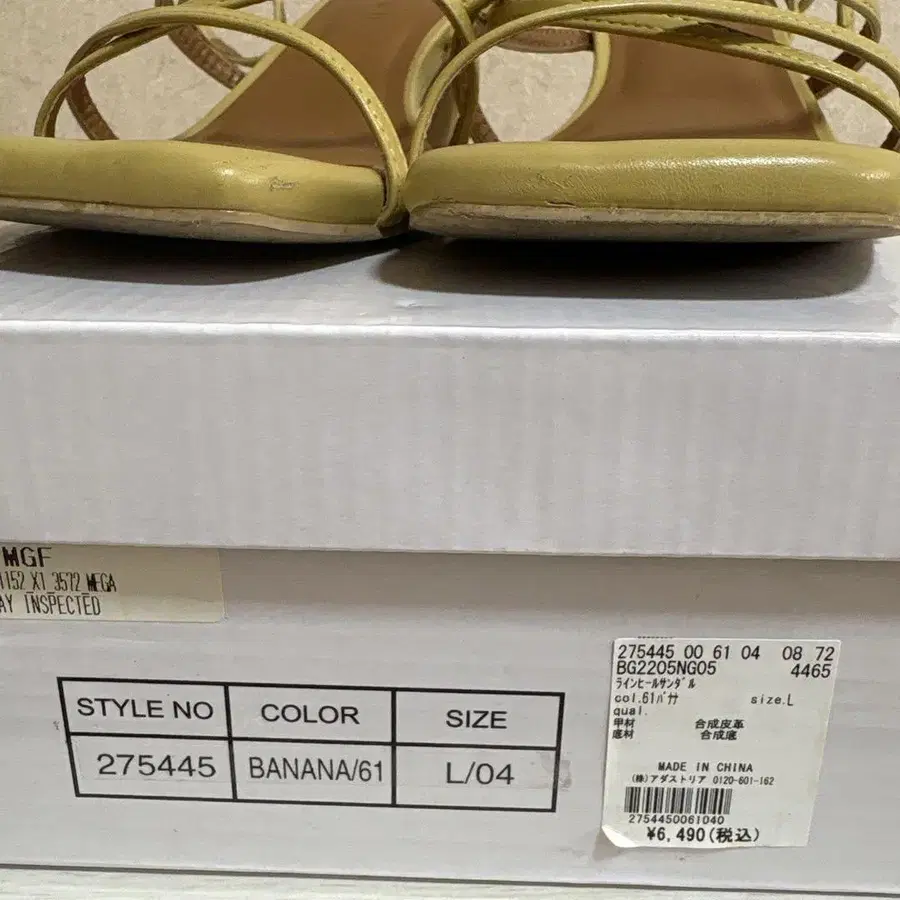 MGF
1152 X1 3572 MEGA
AY INSPECTED
STYLE NO COLOR SIZE
275445 BANANA/61 L/04
275445 00 61 04 08 72
BG2205NG05 4465
ラインヒールサンダル
col.61バナナ size.L
qual.
甲材 合成皮革
底材 合成底
MADE IN CHINA
(株)アダストリア 0120-601-162
2754450061040
¥6,490(税込)